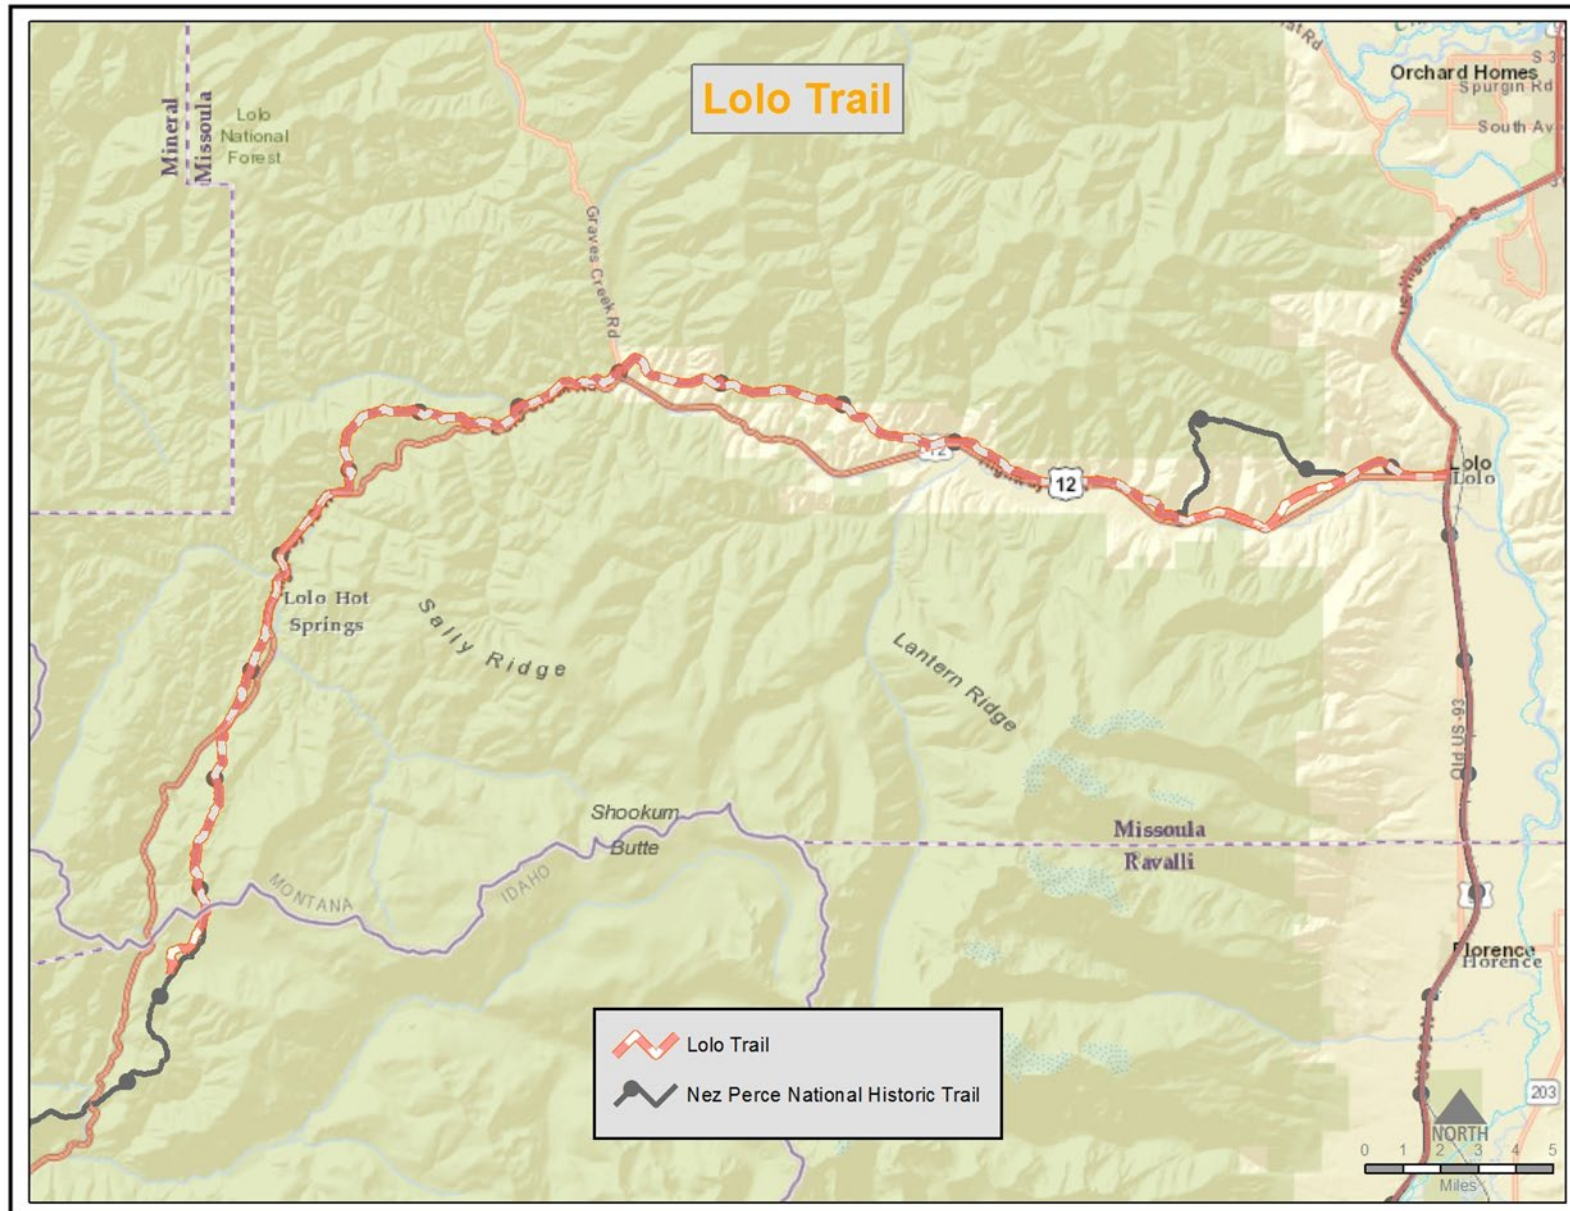 Lolo Trail
Orchard Homes
Spurgin Rd
South Av
Mineral
Missoula
Lolo
National
Forest
Graves Creek Rd
12
12
Lolo
Lolo
Lolo Hot
Springs
Sally Ridge
Lantern Ridge
Old US-93
Shookum
Butte
Missoula
Ravalli
MONTANA
IDAHO
Florence
Florence
Lolo Trail
Nez Perce National Historic Trail
203
NORTH
0 1 2 3 4 5
Miles